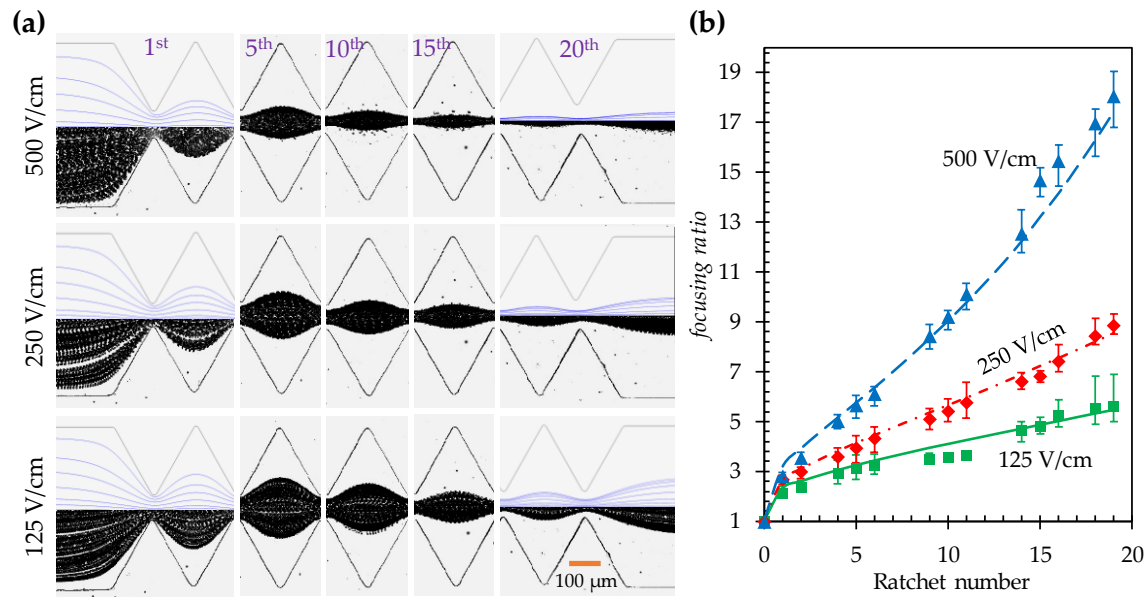 (a)
1st 5th 10th 15th 20th
500 V/cm
250 V/cm
125 V/cm
100 µm
(b)
focusing ratio
19
17
15
13
11
9
7
5
3
1
500 V/cm
250 V/cm
125 V/cm
0 5 10 15 20
Ratchet number